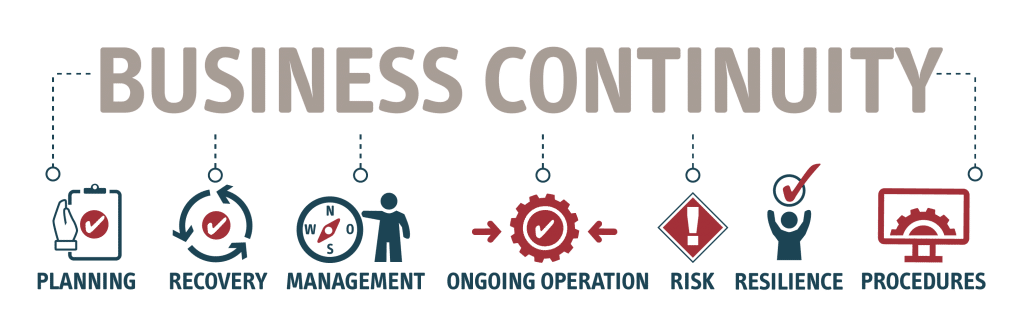 BUSINESS CONTINUITY
N
W O
S
PLANNING RECOVERY MANAGEMENT ONGOING OPERATION RISK RESILIENCE PROCEDURES